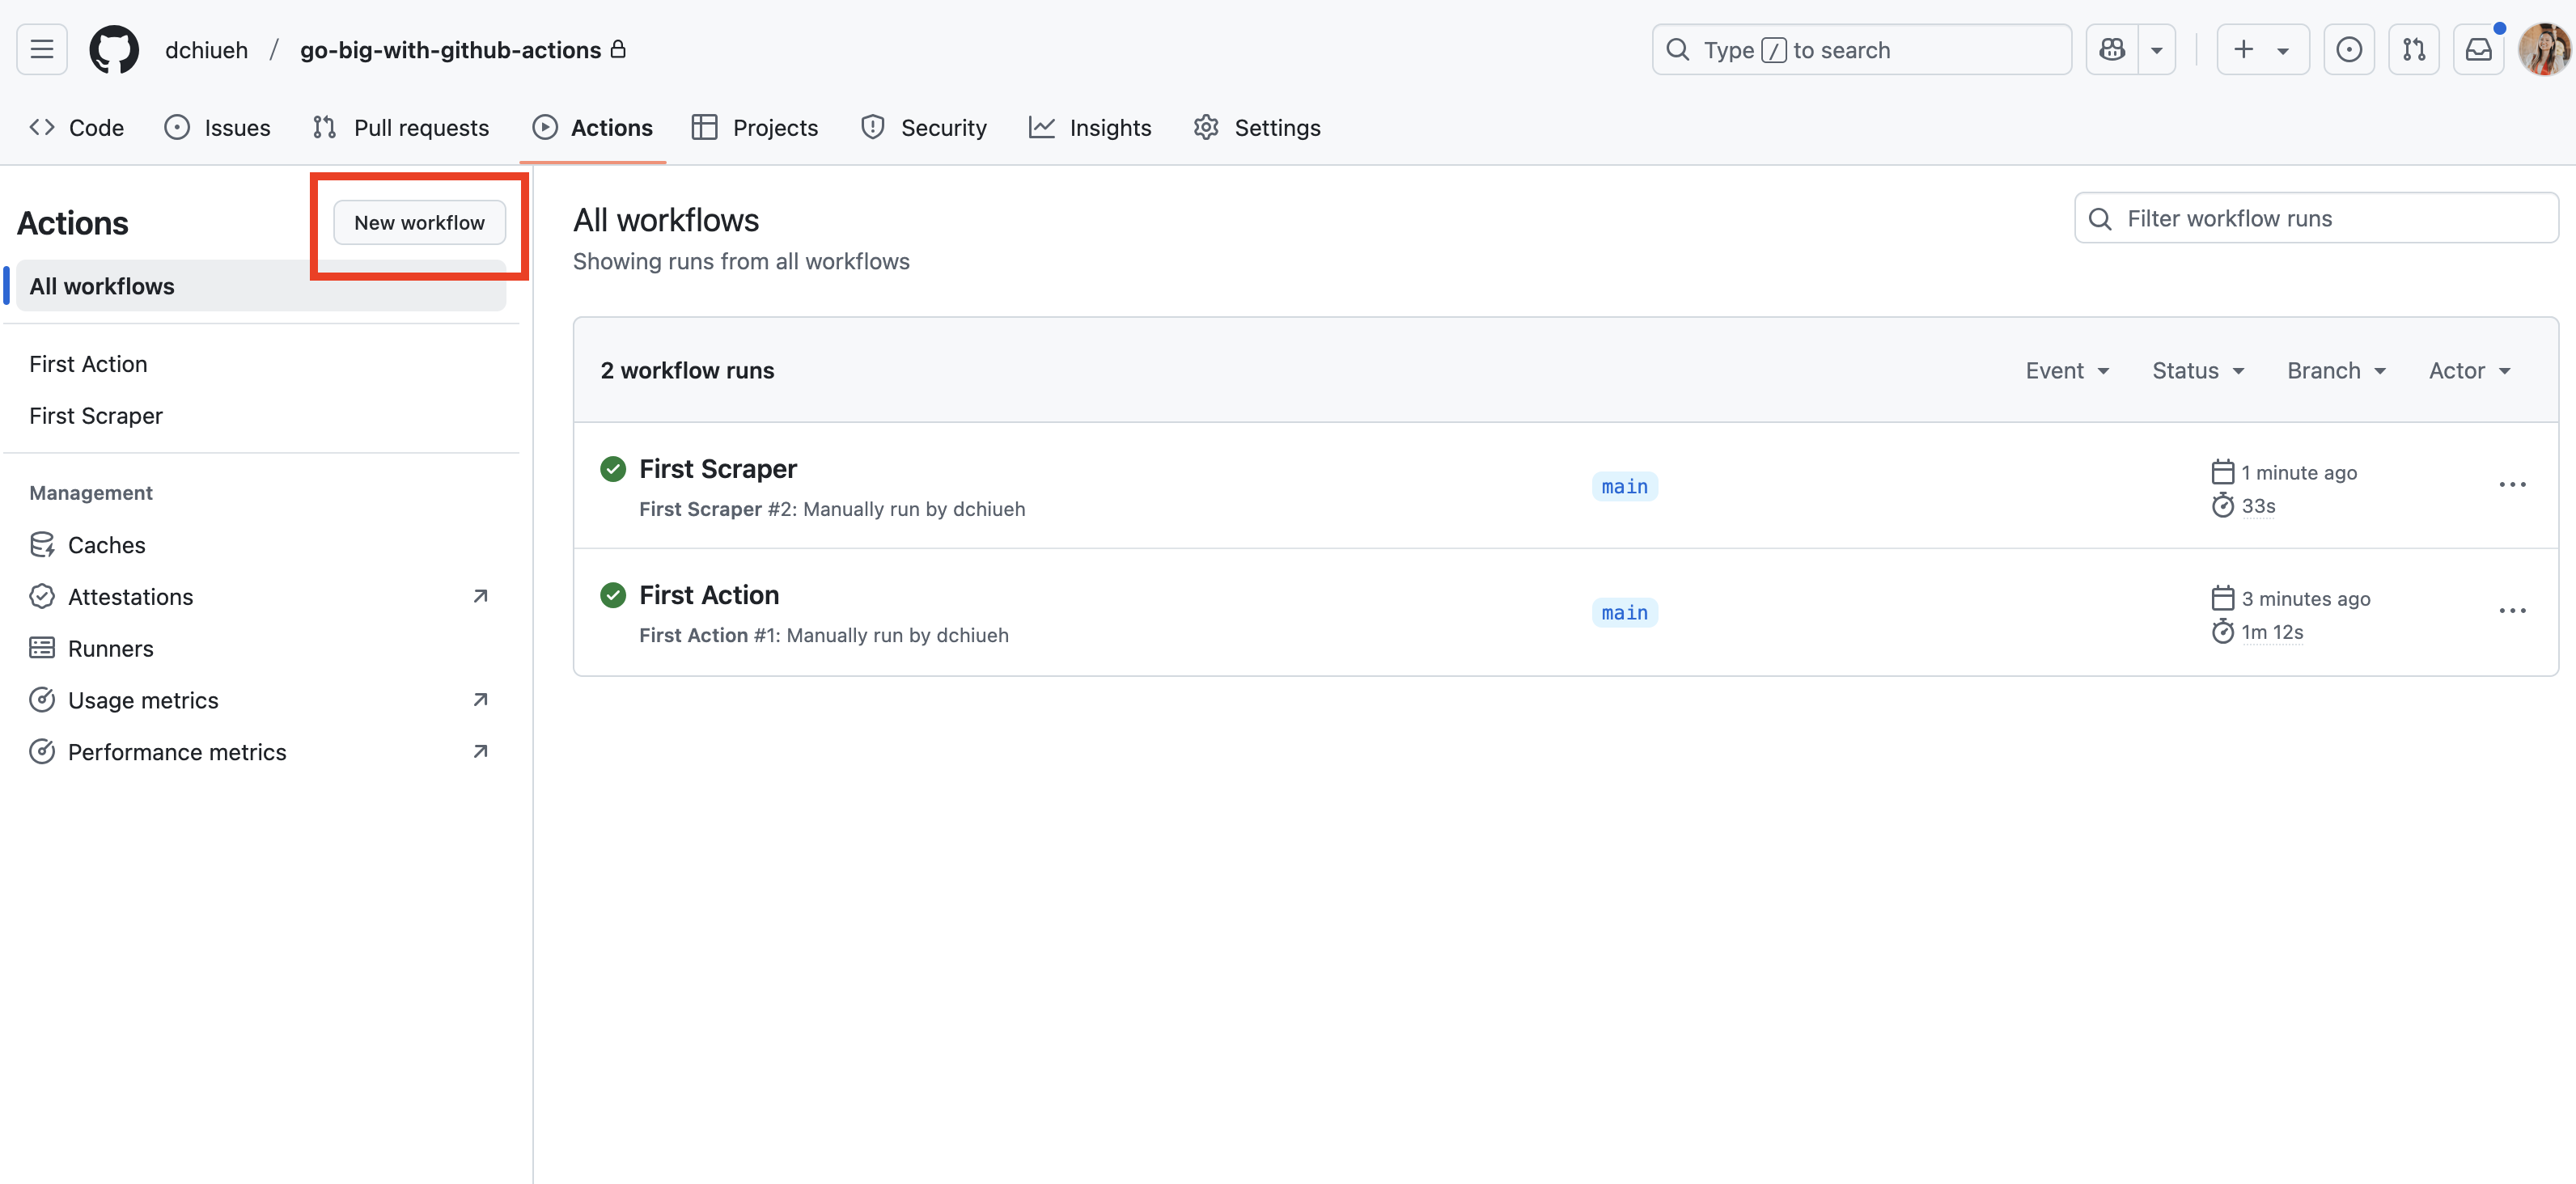 dchiueh / go-big-with-github-actions
Type / to search
Code
Issues
Pull requests
Actions
Projects
Security
Insights
Settings
Actions
New workflow
All workflows
First Action
First Scraper
Management
Caches
Attestations
Runners
Usage metrics
Performance metrics
All workflows
Showing runs from all workflows
Filter workflow runs
2 workflow runs
Event
Status
Branch
Actor
First Scraper
First Scraper #2: Manually run by dchiueh
main
1 minute ago
33s
First Action
First Action #1: Manually run by dchiueh
main
3 minutes ago
1m 12s